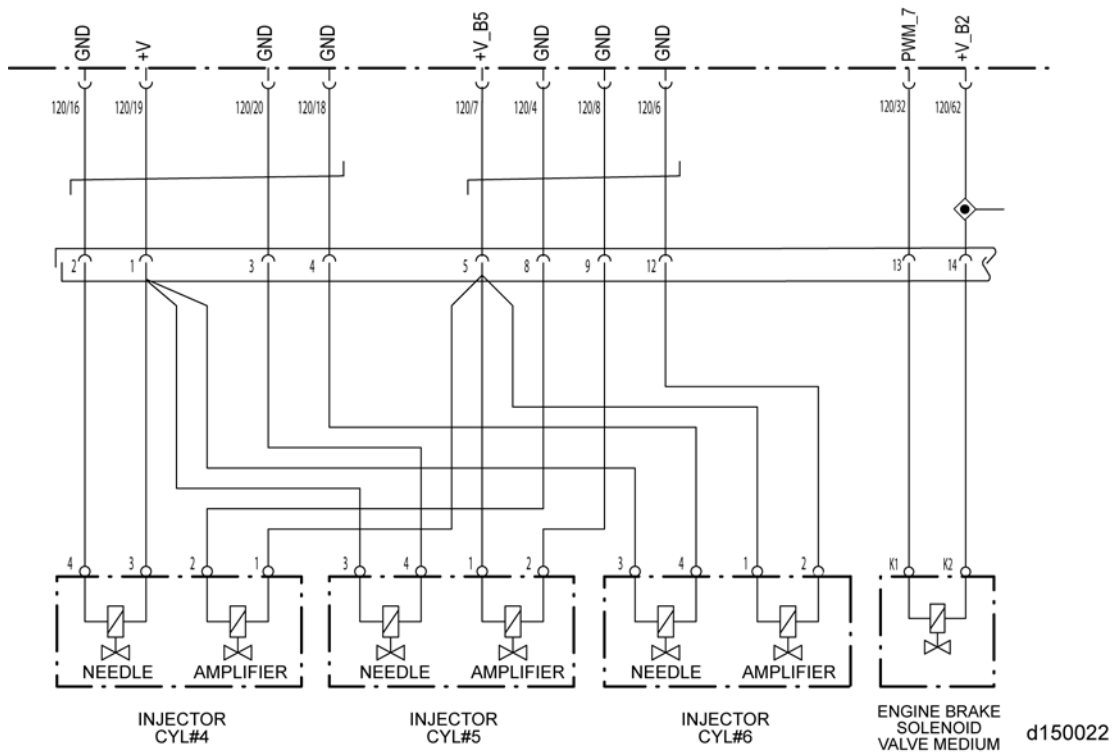 GND
+V
GND
GND
+V_B5
GND
GND
PWM_7
+V_B2
120/16
120/19
120/20
120/18
120/7
120/4
120/8
120/6
120/32
120/62
2
1
3
4
5
8
9
12
13
14
4
3
2
1
3
4
1
2
3
4
1
2
K1
K2
NEEDLE
AMPLIFIER
NEEDLE
AMPLIFIER
NEEDLE
AMPLIFIER
INJECTOR
CYL#4
INJECTOR
CYL#5
INJECTOR
CYL#6
ENGINE BRAKE
SOLENOID
VALVE MEDIUM
d150022